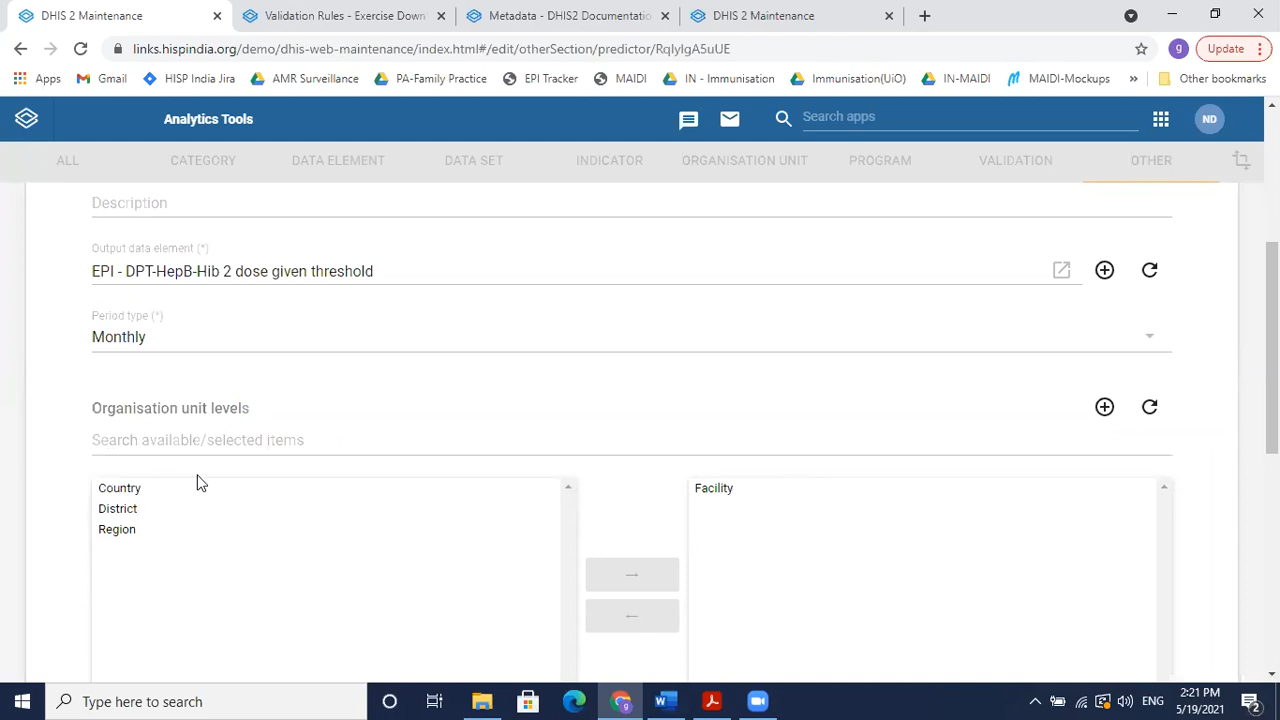 DHIS 2 Maintenance
Validation Rules - Exercise Down
Metadata - DHIS2 Documentatio
DHIS 2 Maintenance
links.hispindia.org/demo/dhis-web-maintenance/index.html#/edit/otherSection/predictor/RqIyIgA5uUE
g
Update
Apps
Gmail
HISP India Jira
AMR Surveillance
PA-Family Practice
EPI Tracker
MAIDI
IN - Immunisation
Immunisation(UiO)
IN-MAIDI
MAIDI-Mockups
»
Other bookmarks
Analytics Tools
Search apps
ND
ALL
CATEGORY
DATA ELEMENT
DATA SET
INDICATOR
ORGANISATION UNIT
PROGRAM
VALIDATION
OTHER
Description
Output data element (*)
EPI - DPT-HepB-Hib 2 dose given threshold
Period type (*)
Monthly
Organisation unit levels
Search available/selected items
Country
District
Region
→
←
Facility
Type here to search
ENG
2:21 PM
5/19/2021
2